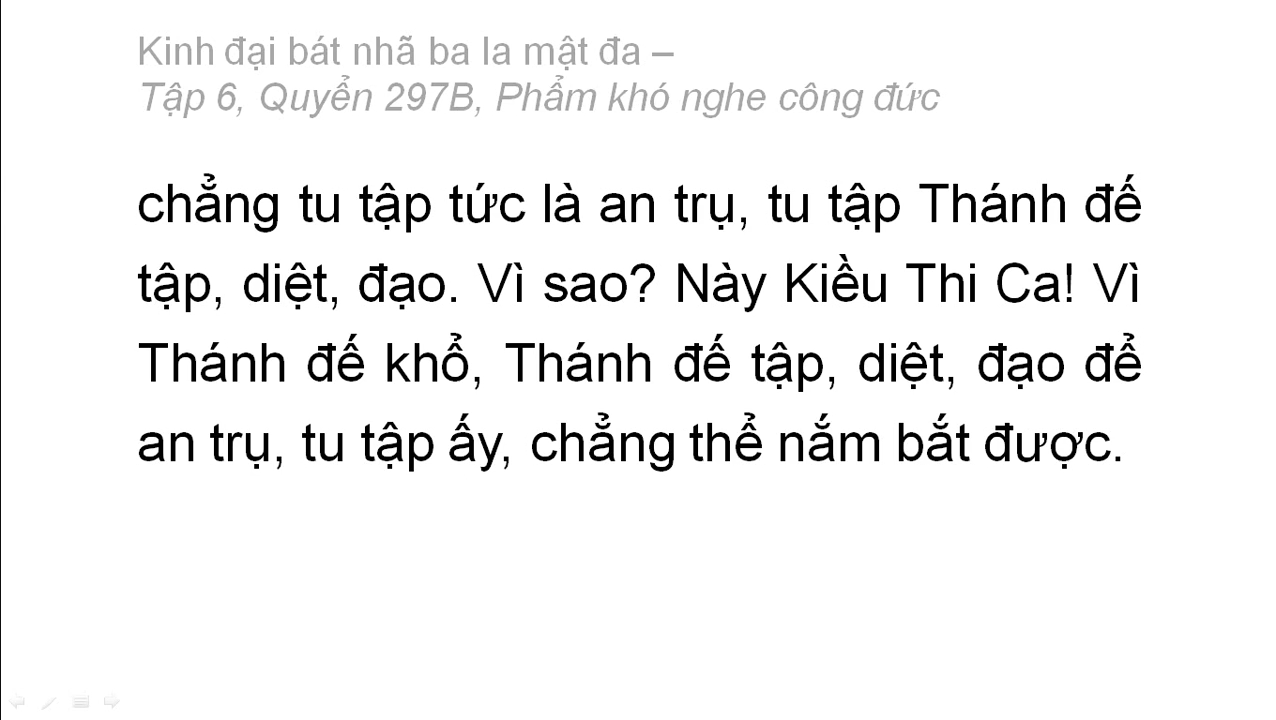 Kinh đại bát nhã ba la mật đa –
Tập 6, Quyển 297B, Phẩm khó nghe công đức
chẳng tu tập tức là an trụ, tu tập Thánh đế
tập, diệt, đạo. Vì sao? Này Kiều Thi Ca! Vì
Thánh đế khổ, Thánh đế tập, diệt, đạo để
an trụ, tu tập ấy, chẳng thể nắm bắt được.